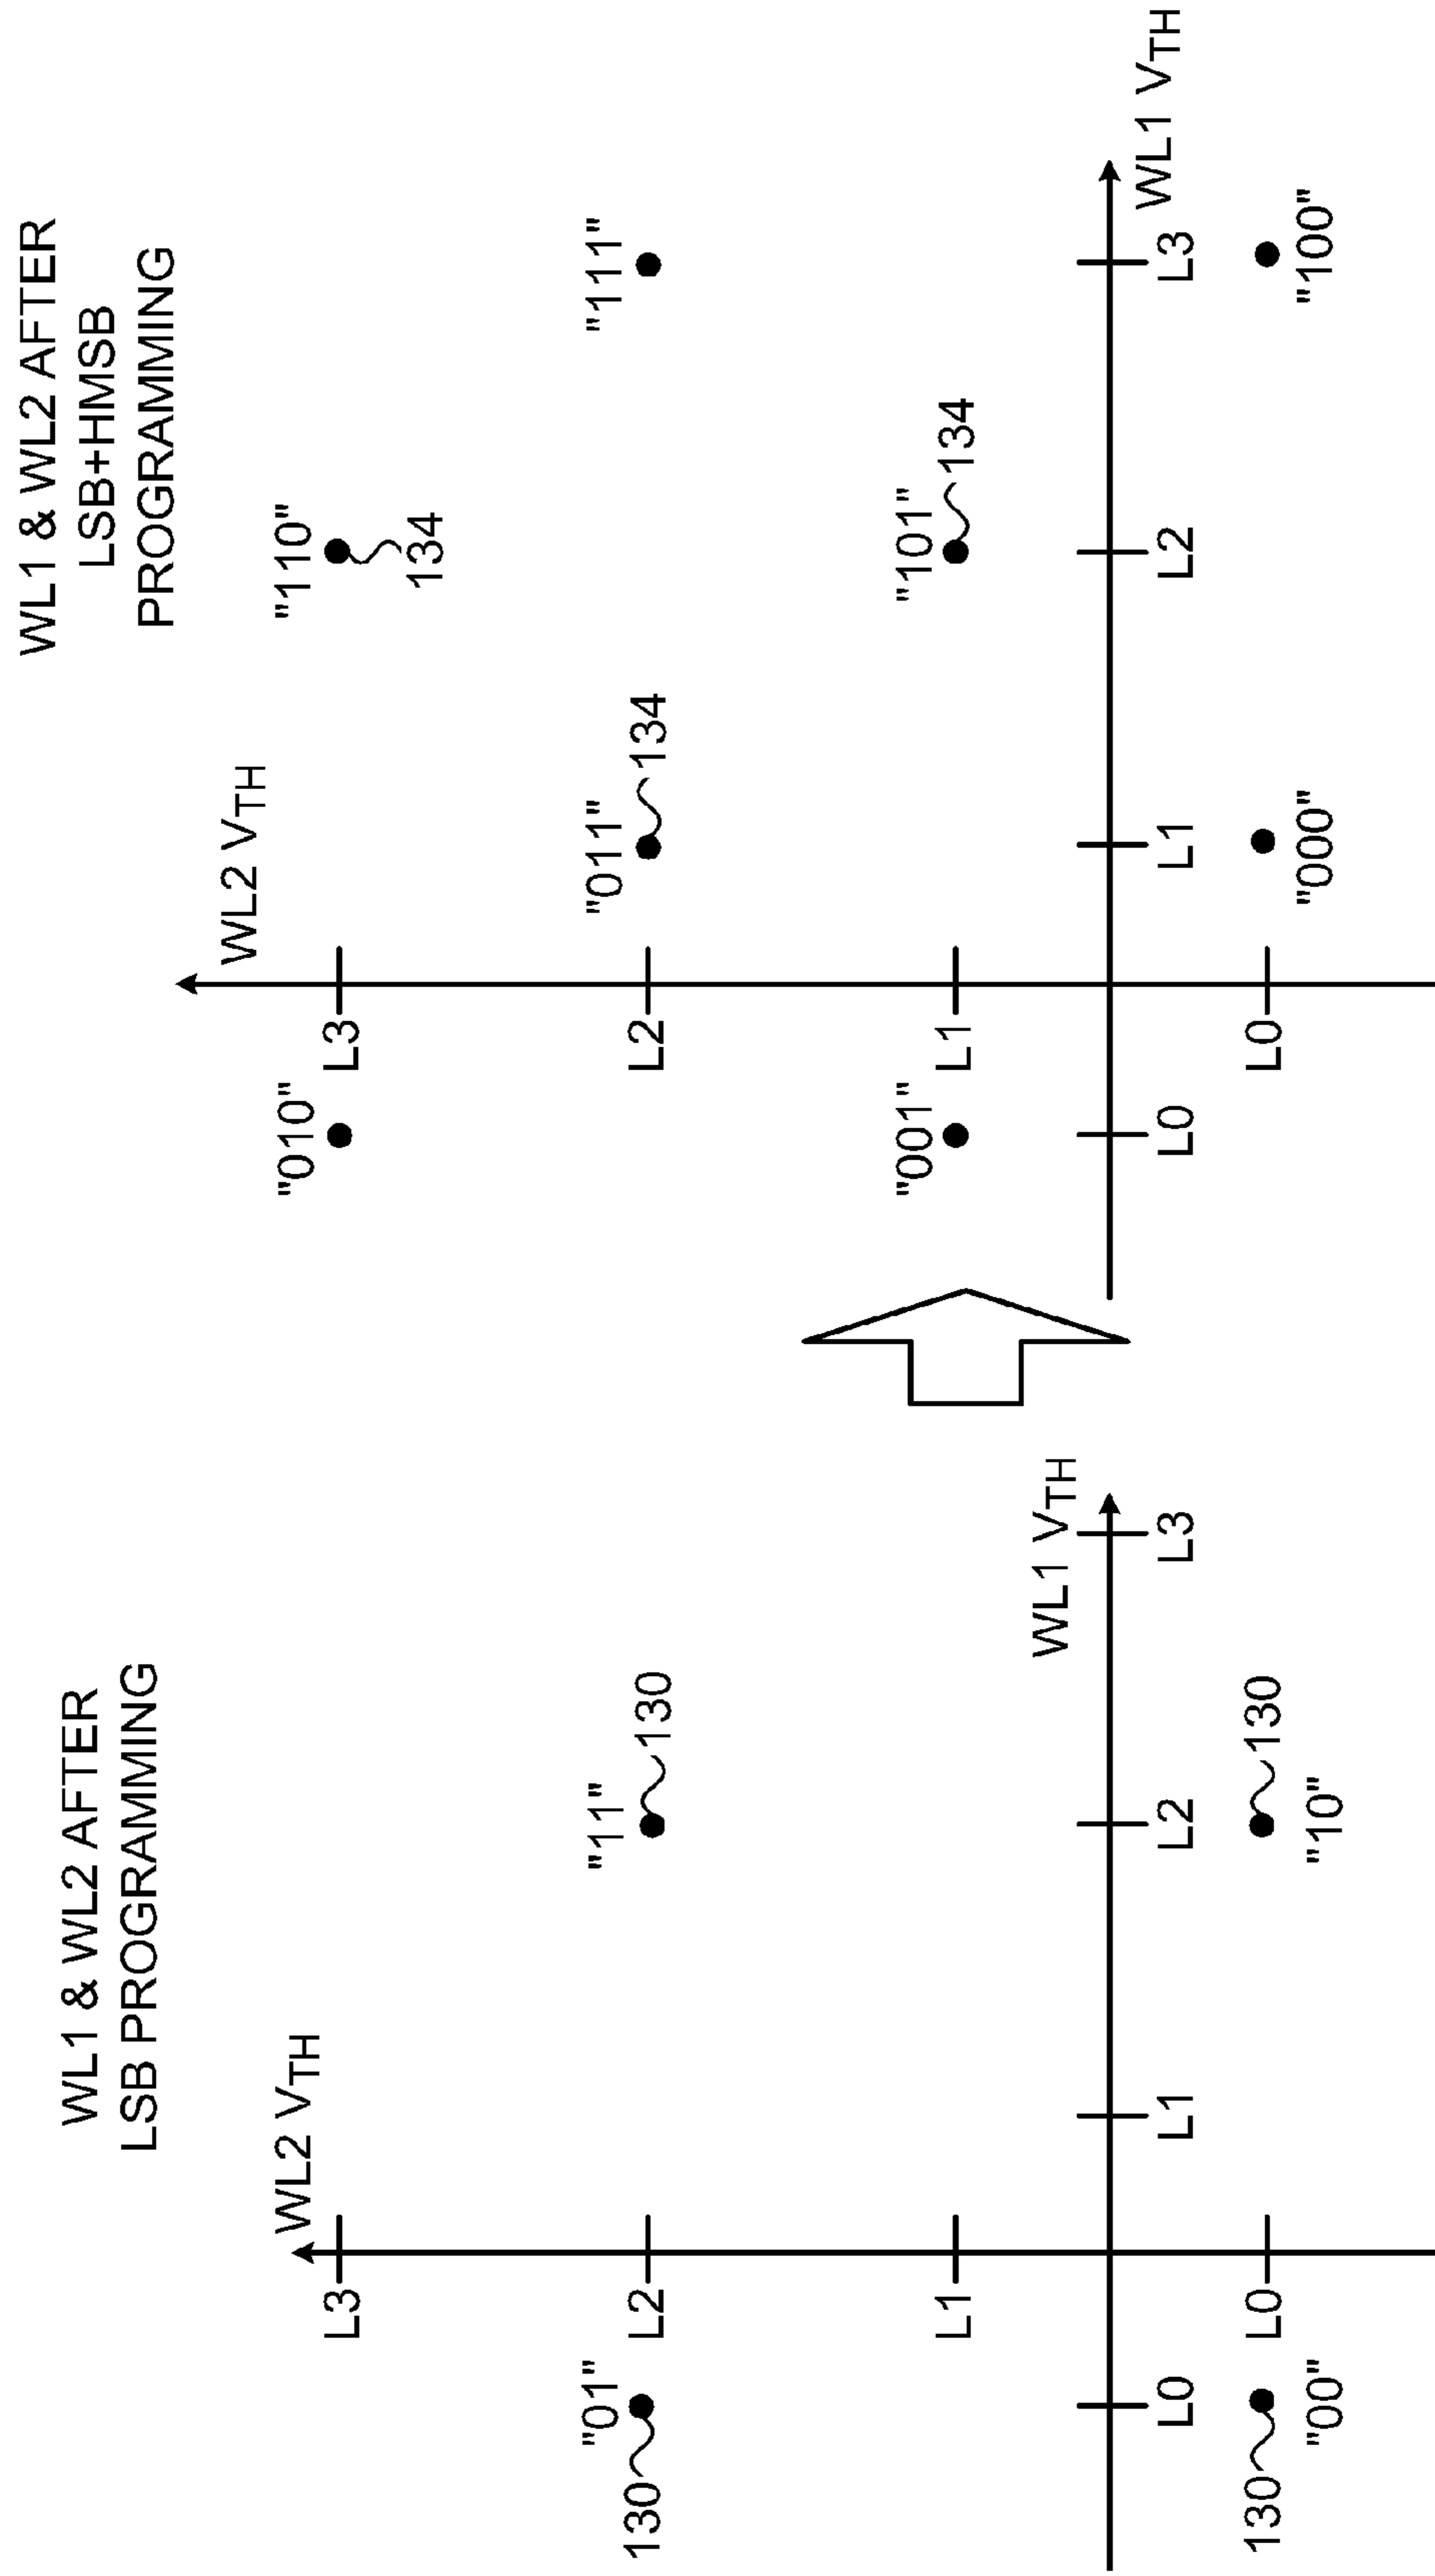 WL1 & WL2 AFTER
LSB PROGRAMMING
WL2 VTH
L3
"01"
130
L2
"11"
130
L1
WL1 VTH
L0
L1
L2
L3
130
"00"
L0
"10"
130
WL1 & WL2 AFTER
LSB+HMSB
PROGRAMMING
WL2 VTH
"010"
L3
"110"
134
L2
"011"
134
"111"
"001"
L1
"101"
134
WL1 VTH
L0
L1
L2
L3
L0
"000"
"100"